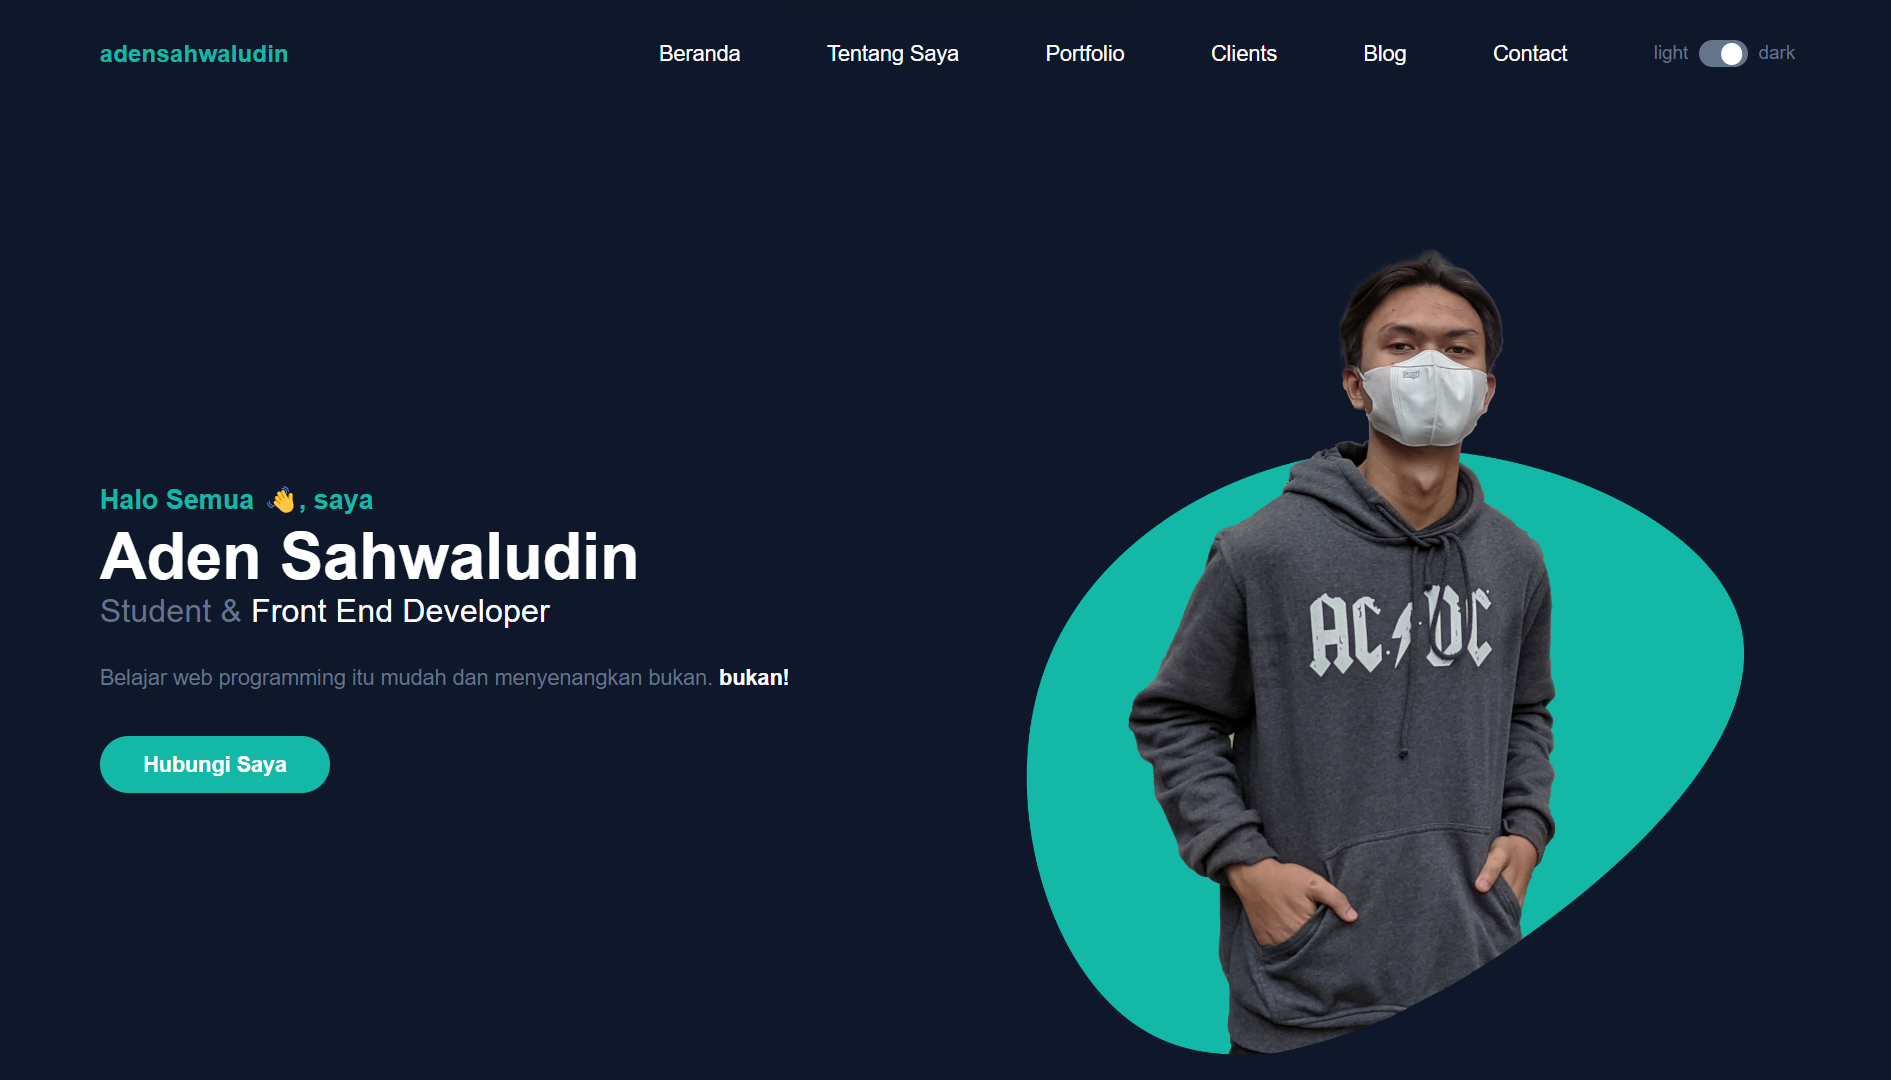 adensahwaludin
Beranda
Tentang Saya
Portfolio
Clients
Blog
Contact
light
dark
Halo Semua 👋, saya
Aden Sahwaludin
Student & Front End Developer
Belajar web programming itu mudah dan menyenangkan bukan. bukan!
Hubungi Saya
AC⚡DC